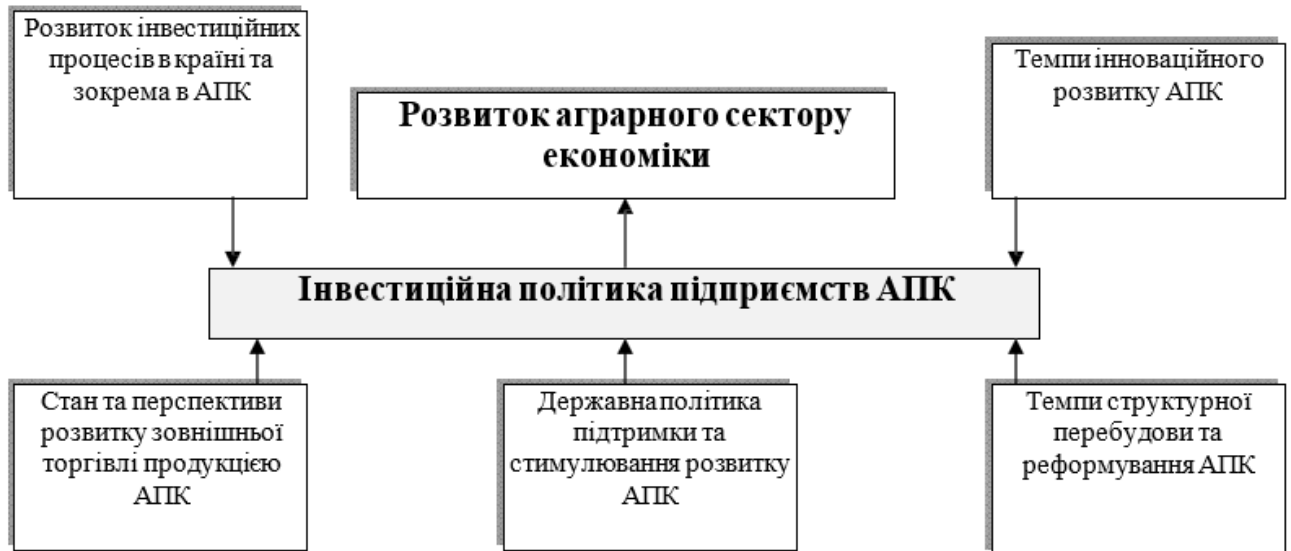 Розвиток інвестиційних
процесів в країні та
зокрема в АПК
Розвиток аграрного сектору
економіки
Темпи інноваційного
розвитку АПК
Інвестиційна політика підприємств АПК
Стан та перспективи
розвитку зовнішньої
торгівлі продукцією
АПК
Державна політика
підтримки та
стимулювання розвитку
АПК
Темпи структурної
перебудови та
реформування АПК